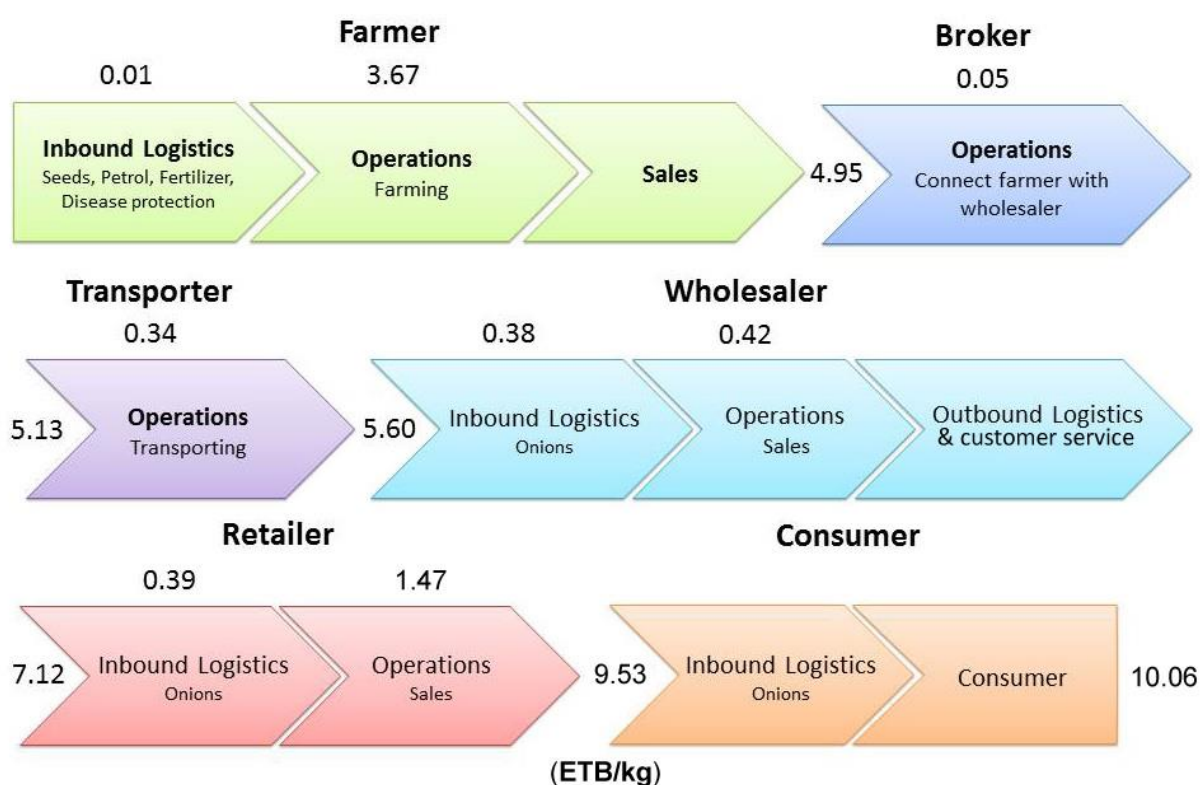 Farmer
Broker
0.01
3.67
0.05
Inbound Logistics
Seeds, Petrol, Fertilizer,
Disease protection
Operations
Farming
Sales
4.95
Operations
Connect farmer with
wholesaler
Transporter
Wholesaler
0.34
0.38
0.42
5.13
Operations
Transporting
5.60
Inbound Logistics
Onions
Operations
Sales
Outbound Logistics
& customer service
Retailer
Consumer
0.39
1.47
7.12
Inbound Logistics
Onions
Operations
Sales
9.53
Inbound Logistics
Onions
Consumer
10.06
(ETB/kg)